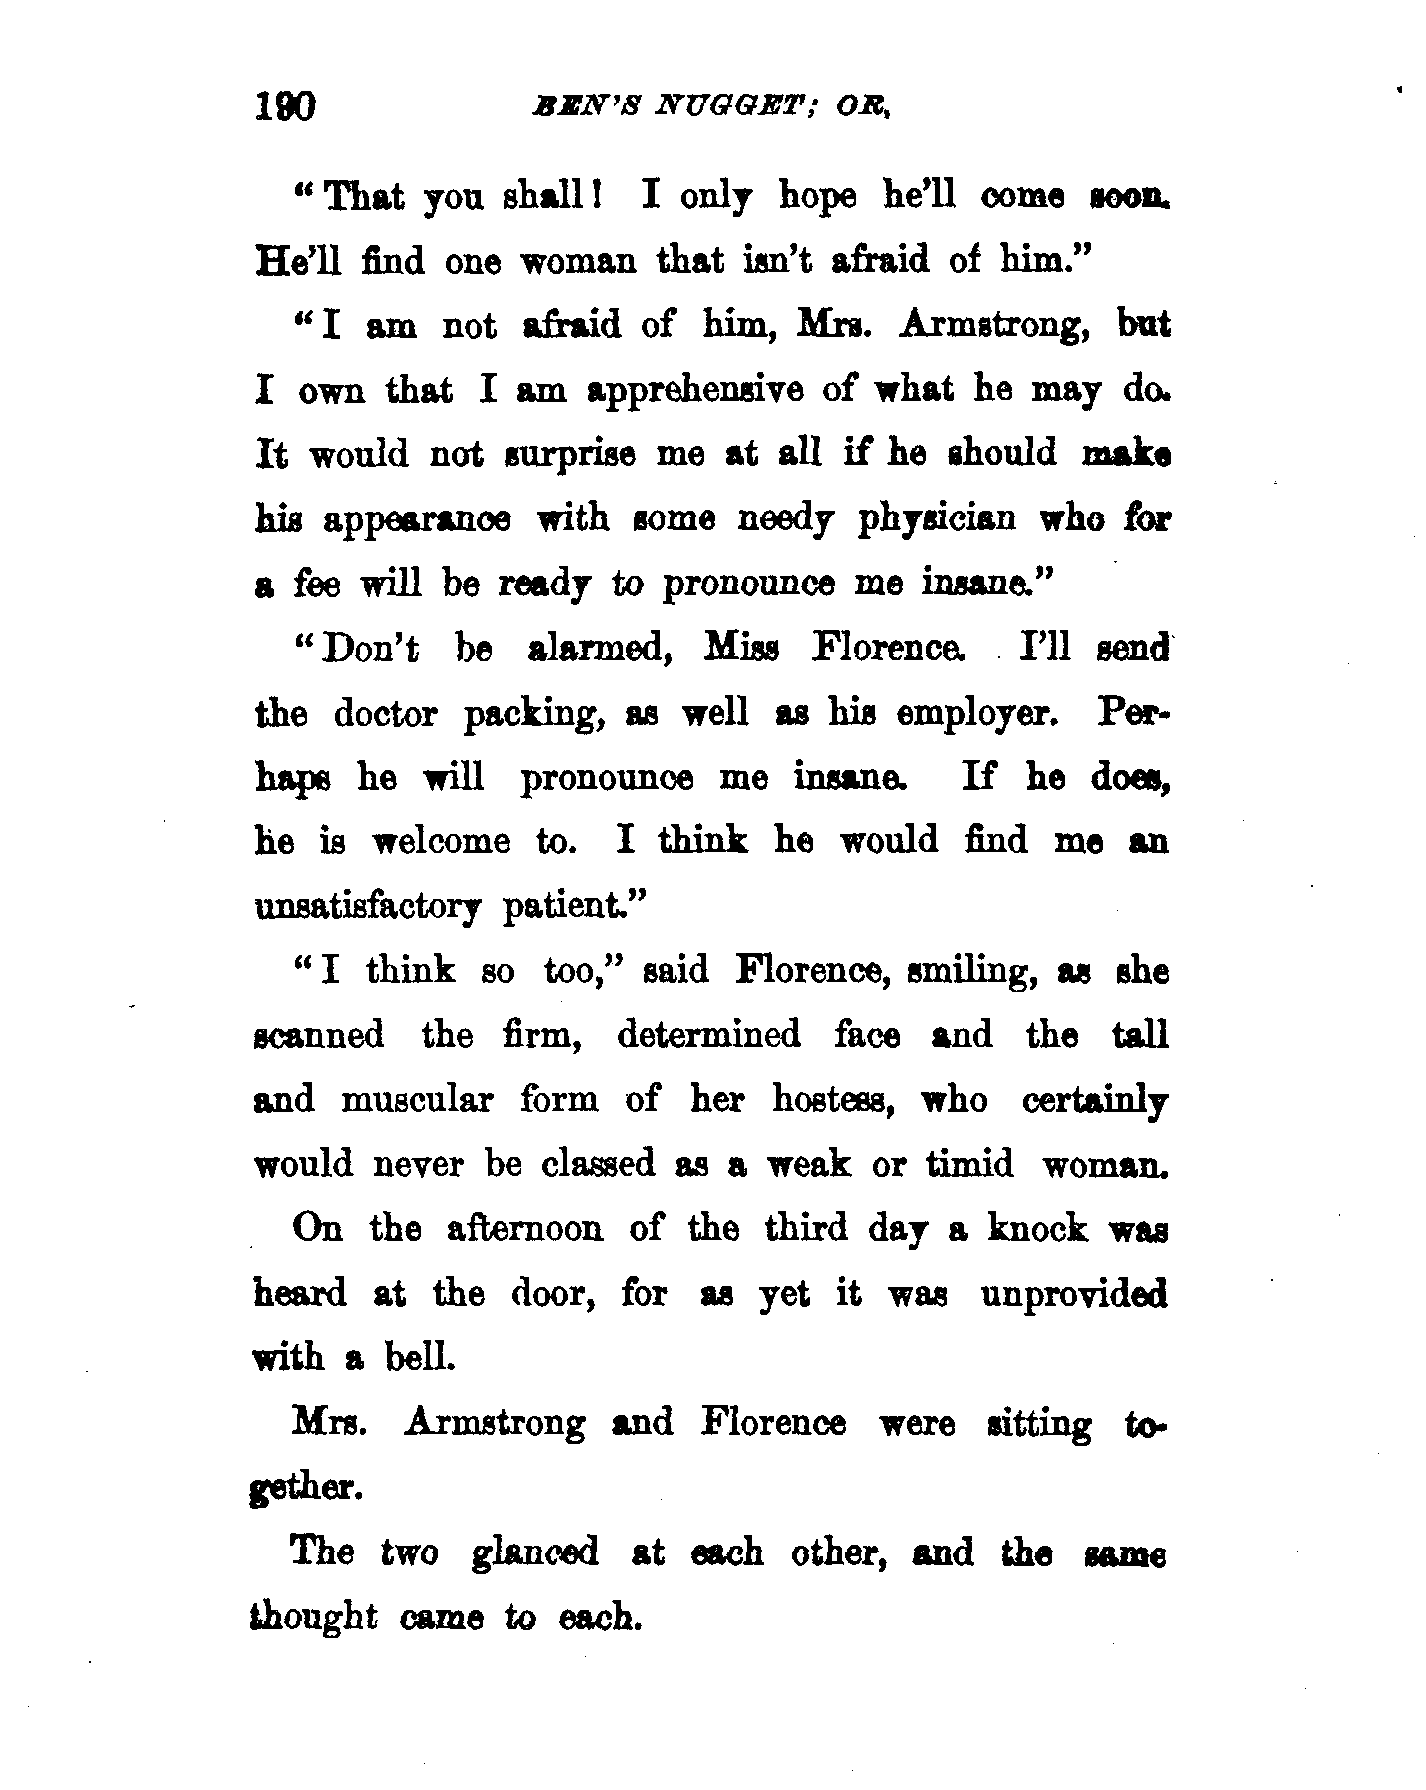 190 BEN'S NUGGET; OR,
"That you shall! I only hope he'll come soon.
He'll find one woman that isn't afraid of him."
"I am not afraid of him, Mrs. Armstrong, but
I own that I am apprehensive of what he may do.
It would not surprise me at all if he should make
his appearance with some needy physician who for
a fee will be ready to pronounce me insane."
"Don't be alarmed, Miss Florence. I'll send
the doctor packing, as well as his employer. Per-
haps he will pronounce me insane. If he does,
he is welcome to. I think he would find me an
unsatisfactory patient."
"I think so too," said Florence, smiling, as she
scanned the firm, determined face and the tall
and muscular form of her hostess, who certainly
would never be classed as a weak or timid woman.
On the afternoon of the third day a knock was
heard at the door, for as yet it was unprovided
with a bell.
Mrs. Armstrong and Florence were sitting to-
gether.
The two glanced at each other, and the same
thought came to each.